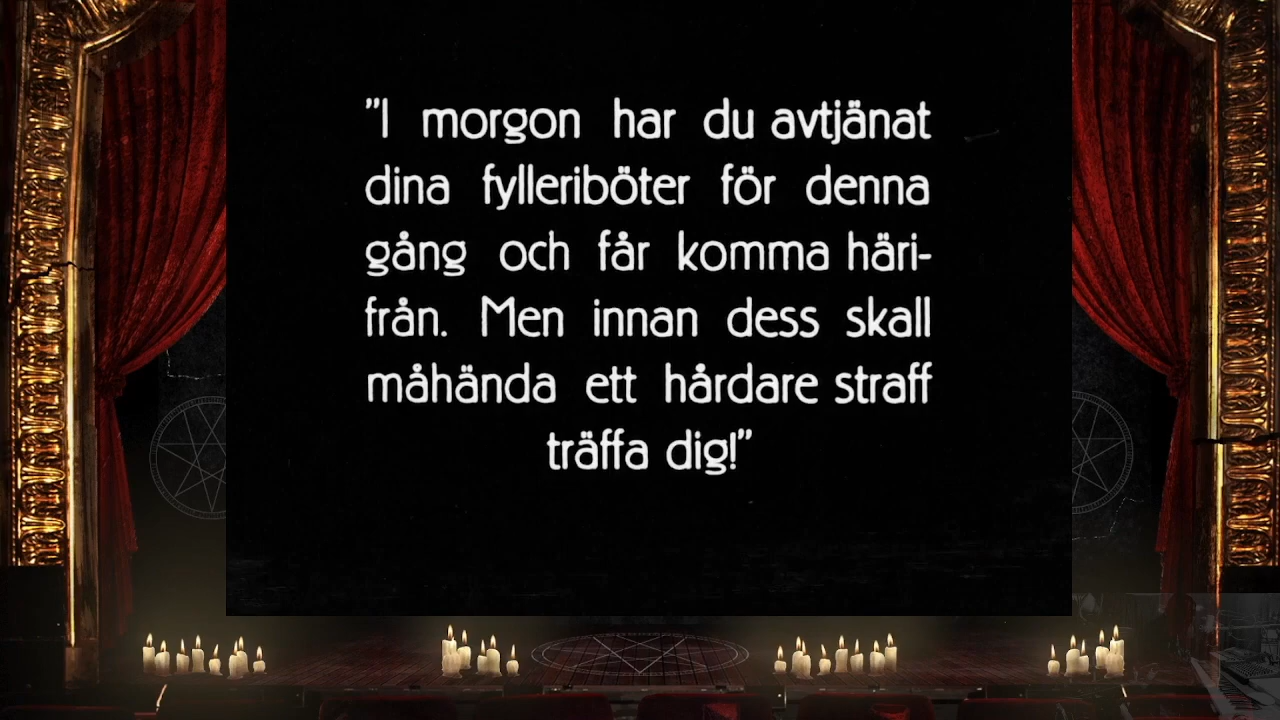 "I morgon har du avtjänat
dina fylleriböter för denna
gång och får komma häri-
från. Men innan dess skall
måhända ett hårdare straff
träffa dig!"